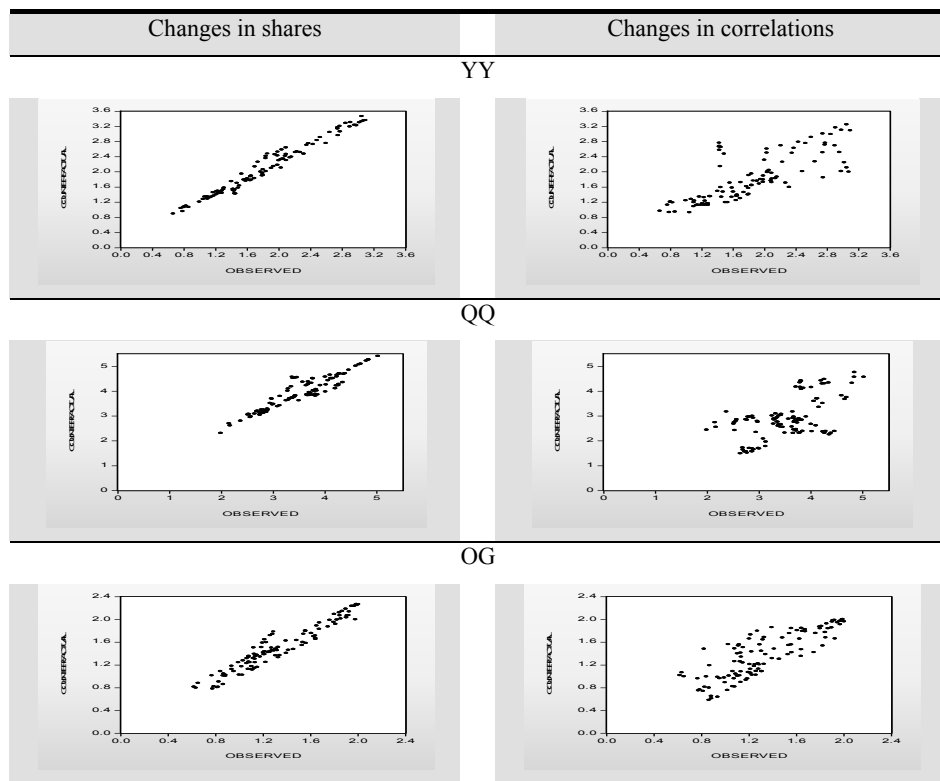 Changes in shares Changes in correlations
YY
3.6 3.2 2.8 2.4 2.0 1.6 1.2 0.8 0.4 0.0
0.0 0.4 0.8 1.2 1.6 2.0 2.4 2.8 3.2 3.6
OBSERVED
3.6 3.2 2.8 2.4 2.0 1.6 1.2 0.8 0.4 0.0
0.0 0.4 0.8 1.2 1.6 2.0 2.4 2.8 3.2 3.6
OBSERVED
QQ
5 4 3 2 1 0
0 1 2 3 4 5
OBSERVED
5 4 3 2 1 0
0 1 2 3 4 5
OBSERVED
OG
2.4 2.0 1.6 1.2 0.8 0.4 0.0
0.0 0.4 0.8 1.2 1.6 2.0 2.4
OBSERVED
2.4 2.0 1.6 1.2 0.8 0.4 0.0
0.0 0.4 0.8 1.2 1.6 2.0 2.4
OBSERVED